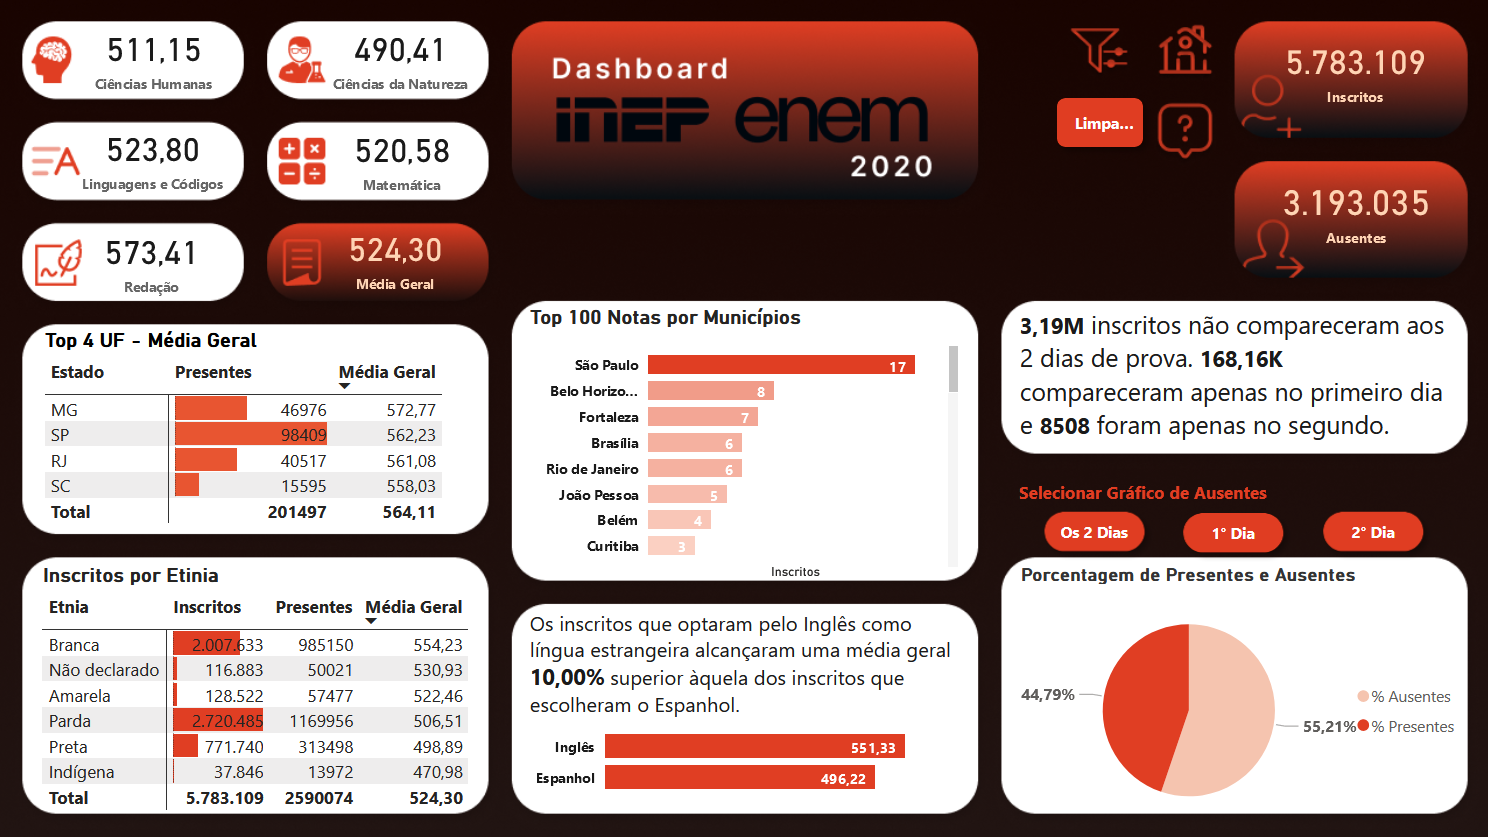 511,15
Ciências Humanas
490,41
Ciências da Natureza
523,80
Linguagens e Códigos
520,58
Matemática
573,41
Redação
524,30
Média Geral
Dashboard
inep enem
2020
Limpa...
?
5.783.109
Inscritos
3.193.035
Ausentes
Top 4 UF - Média Geral
Estado Presentes Média Geral
MG 46976 572,77
SP 98409 562,23
RJ 40517 561,08
SC 15595 558,03
Total 201497 564,11
Inscritos por Etinia
Etnia Inscritos Presentes Média Geral
Branca 2.007.633 985150 554,23
Não declarado 116.883 50021 530,93
Amarela 128.522 57477 522,46
Parda 2.720.485 1169956 506,51
Preta 771.740 313498 498,89
Indígena 37.846 13972 470,98
Total 5.783.109 2590074 524,30
Top 100 Notas por Municípios
São Paulo 17
Belo Horizo... 8
Fortaleza 7
Brasília 6
Rio de Janeiro 6
João Pessoa 5
Belém 4
Curitiba 3
Inscritos
Os inscritos que optaram pelo Inglês como
língua estrangeira alcançaram uma média geral
10,00% superior àquela dos inscritos que
escolheram o Espanhol.
Inglês 551,33
Espanhol 496,22
3,19M inscritos não compareceram aos
2 dias de prova. 168,16K
compareceram apenas no primeiro dia
e 8508 foram apenas no segundo.
Selecionar Gráfico de Ausentes
Os 2 Dias 1° Dia 2° Dia
Porcentagem de Presentes e Ausentes
44,79%
55,21%
% Ausentes
% Presentes